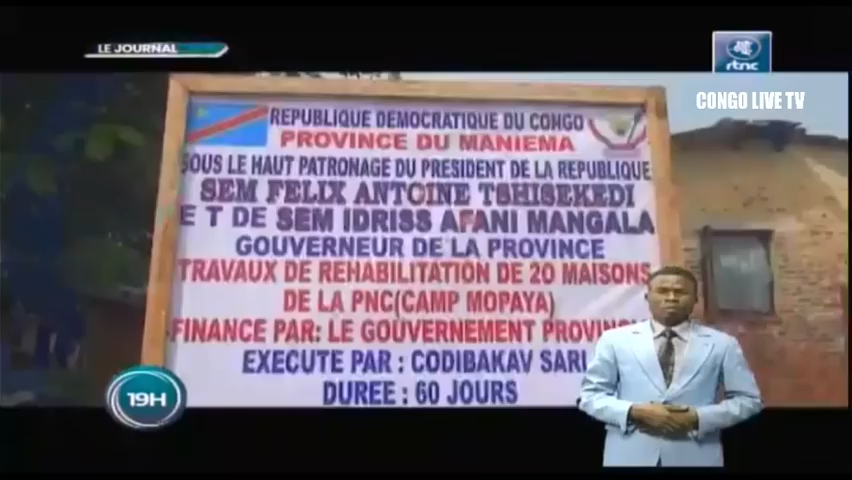 LE JOURNAL
rtnc
CONGO LIVE TV
REPUBLIQUE DEMOCRATIQUE DU CONGO
PROVINCE DU MANIEMA
SOUS LE HAUT PATRONAGE DU PRESIDENT DE LA REPUBLIQUE
SEM FELIX ANTOINE TSHISEKEDI
E T DE SEM IDRISS AFANI MANGALA
GOUVERNEUR DE LA PROVINCE
TRAVAUX DE REHABILITATION DE 20 MAISONS
DE LA PNC(CAMP MOPAYA)
FINANCE PAR: LE GOUVERNEMENT
EXECUTE PAR : CODIBAKAV SARL
DUREE : 60 JOURS
19H